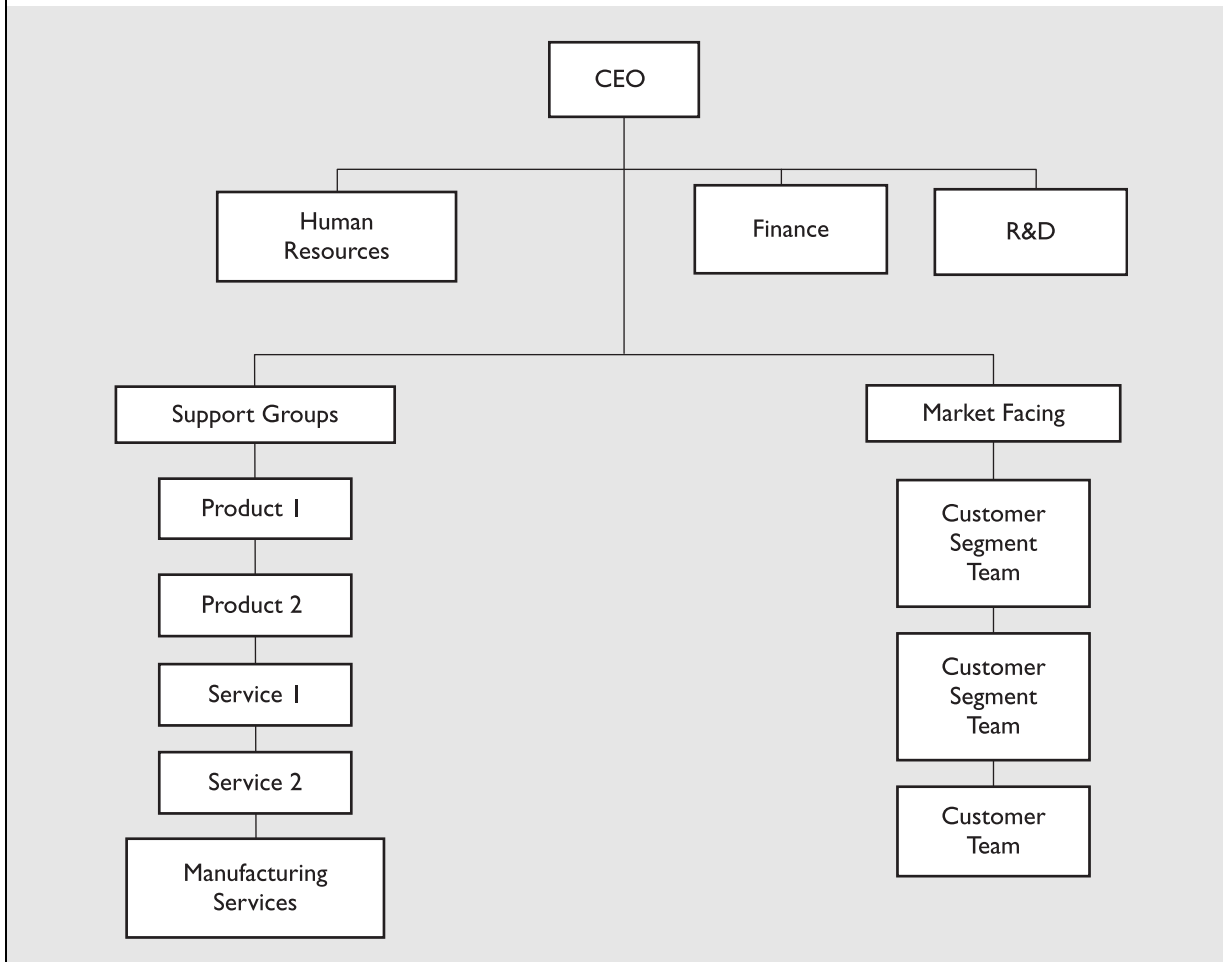 CEO
Human
Resources
Finance
R&D
Support Groups
Market Facing
Product 1
Product 2
Service 1
Service 2
Manufacturing
Services
Customer
Segment
Team
Customer
Segment
Team
Customer
Team